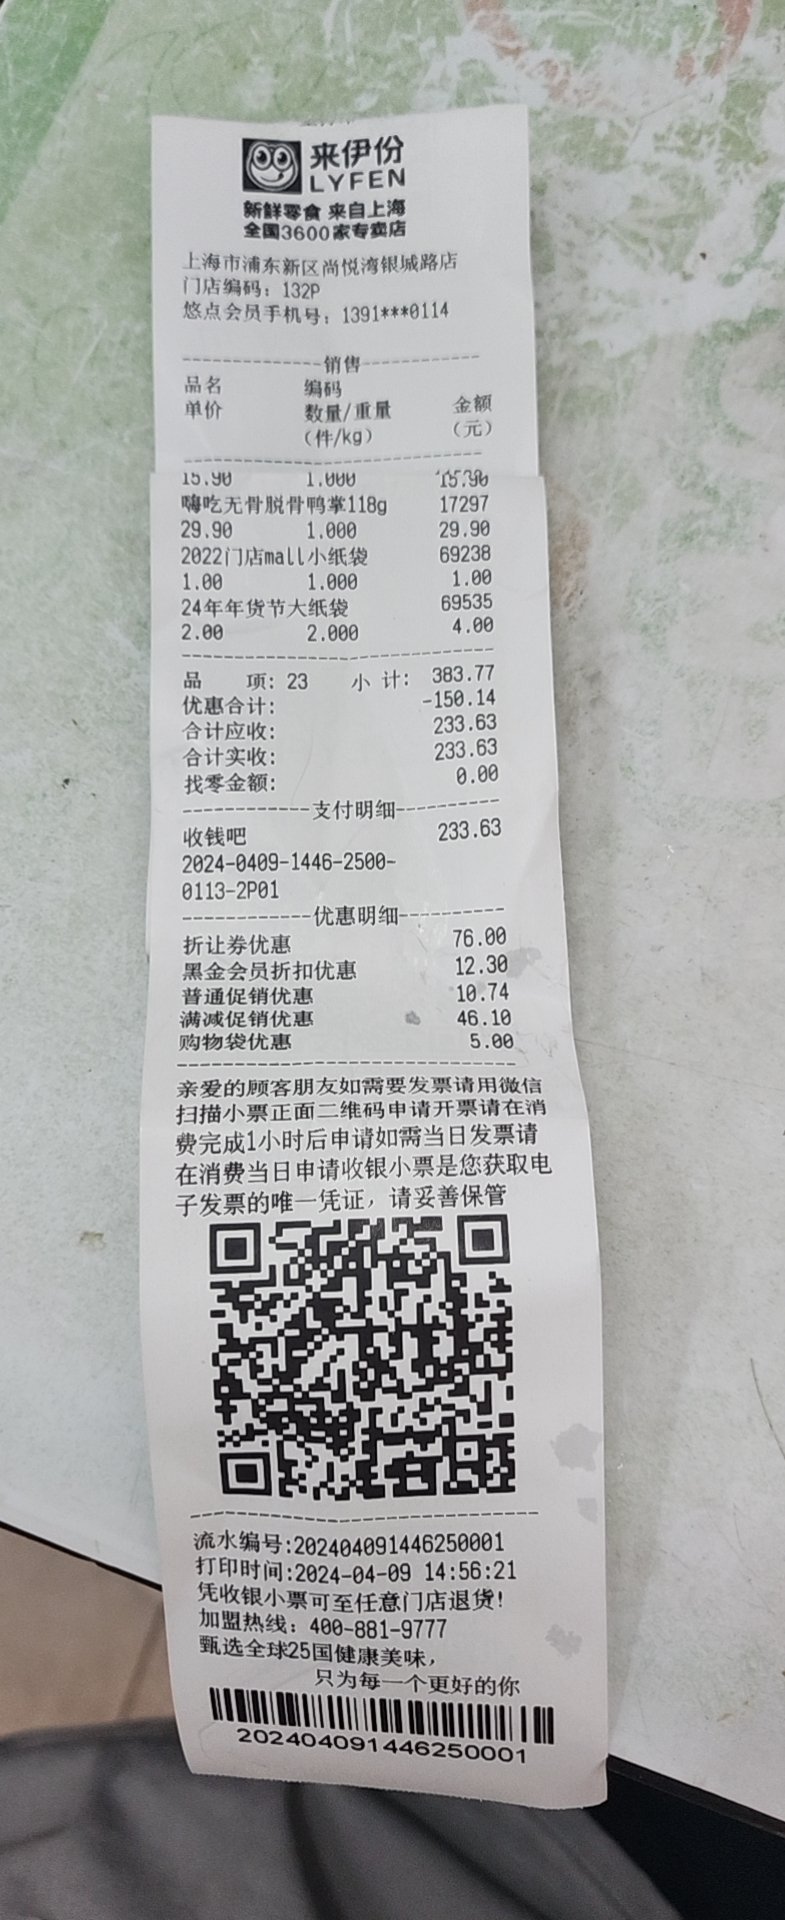 来伊份
LYFEN
新鲜零食 来自上海
全国3600家专卖店
上海市浦东新区尚悦湾银城路店
门店编码：132P
悠点会员手机号：1391***0114
--------------销售------------
品名 编码
单价 数量/重量 金额
（件/kg） （元）
15.90 1.000 15.90
嗨吃无骨脱骨鸭掌118g 17297
29.90 1.000 29.90
2022门店mall小纸袋 69238
1.00 1.000 1.00
24年年货节大纸袋 69535
2.00 2.000 4.00
品 项: 23 小 计: 383.77
优惠合计: -150.14
合计应收: 233.63
合计实收: 233.63
找零金额: 0.00
------------支付明细----------
收钱吧 233.63
2024-0409-1446-2500-
0113-2P01
------------优惠明细----------
折让券优惠 76.00
黑金会员折扣优惠 12.30
普通促销优惠 10.74
满减促销优惠 46.10
购物袋优惠 5.00
亲爱的顾客朋友如需要发票请用微信
扫描小票正面二维码申请开票请在消
费完成1小时后申请如需当日发票请
在消费当日申请收银小票是您获取电
子发票的唯一凭证，请妥善保管
流水编号:202404091446250001
打印时间:2024-04-09 14:56:21
凭收银小票可至任意门店退货!
加盟热线：400-881-9777
甄选全球25国健康美味，
只为每一个更好的你
202404091446250001